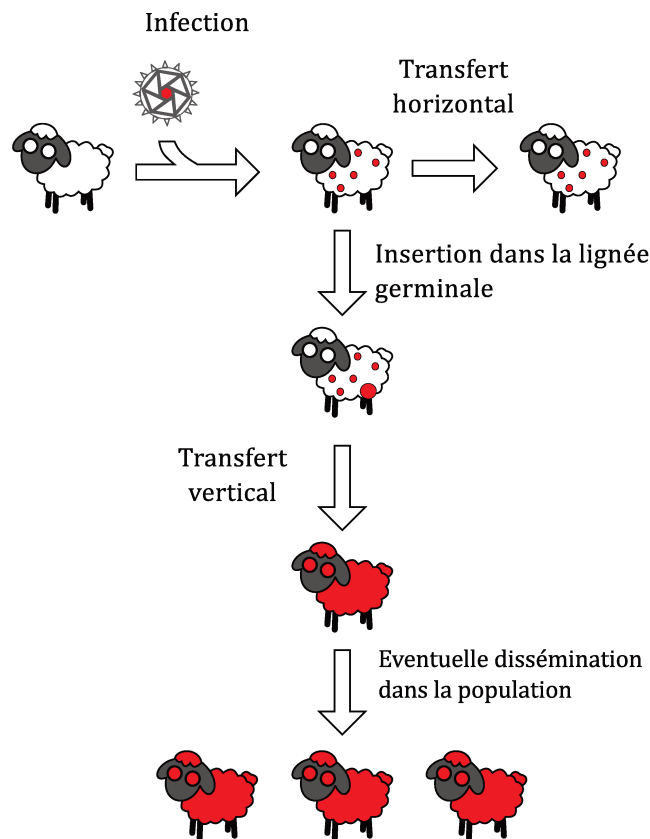 Infection
Transfert
horizontal
Insertion dans la lignée
germinale
Transfert
vertical
Eventuelle dissémination
dans la population